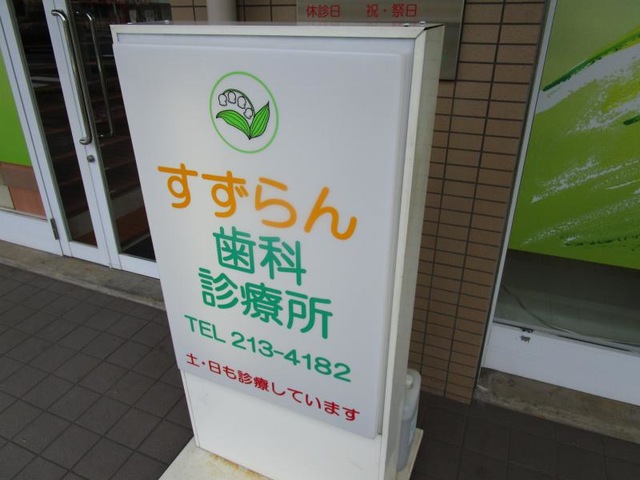 休診日 祝・祭日
すずらん
歯科
診療所
TEL 213-4182
土・日も診療しています